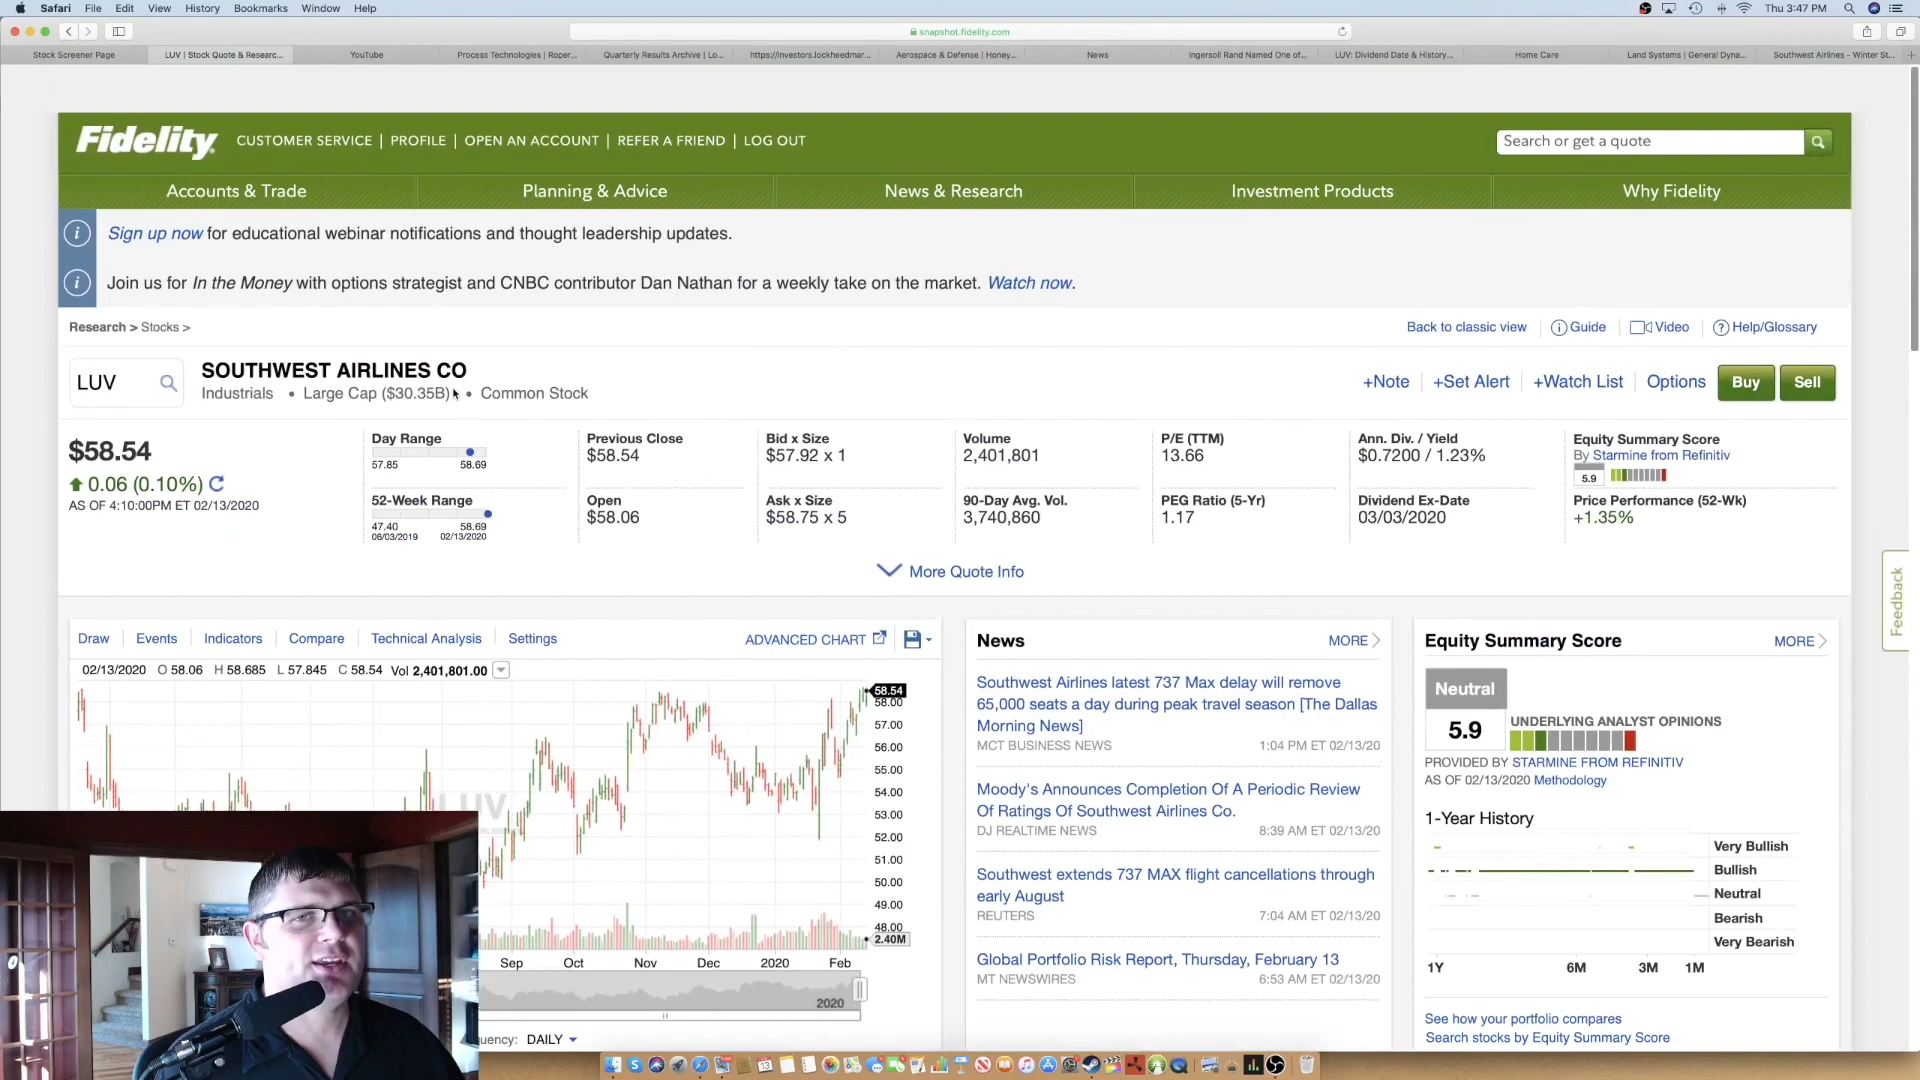 Safari File Edit View History Bookmarks Window Help Thu 3:47 PM
snapshot.fidelity.com
Stock Screener Page LUV | Stock Quote & Researc... YouTube Process Technologies | Roper... Quarterly Results Archive | Lo... https://investors.lockheedmar... Aerospace & Defense | Honey... News Ingersoll Rand Named One of... LUV: Dividend Date & History... Home Care Land Systems | General Dyna... Southwest Airlines - Winter St...
Fidelity CUSTOMER SERVICE | PROFILE | OPEN AN ACCOUNT | REFER A FRIEND | LOG OUT Search or get a quote
Accounts & Trade Planning & Advice News & Research Investment Products Why Fidelity
Sign up now for educational webinar notifications and thought leadership updates.
Join us for In the Money with options strategist and CNBC contributor Dan Nathan for a weekly take on the market. Watch now.
Research > Stocks > Back to classic view Guide Video Help/Glossary
LUV SOUTHWEST AIRLINES CO
Industrials • Large Cap ($30.35B) • Common Stock
+Note +Set Alert +Watch List Options Buy Sell
$58.54
0.06 (0.10%)
AS OF 4:10:00PM ET 02/13/2020
Day Range
57.85 58.69
52-Week Range
47.40 58.69
06/03/2019 02/13/2020
Previous Close
$58.54
Open
$58.06
Bid x Size
$57.92 x 1
Ask x Size
$58.75 x 5
Volume
2,401,801
90-Day Avg. Vol.
3,740,860
P/E (TTM)
13.66
PEG Ratio (5-Yr)
1.17
Ann. Div. / Yield
$0.7200 / 1.23%
Dividend Ex-Date
03/03/2020
Equity Summary Score
By Starmine from Refinitiv
5.9
Price Performance (52-Wk)
+1.35%
More Quote Info
Feedback
Draw Events Indicators Compare Technical Analysis Settings ADVANCED CHART
02/13/2020 O 58.06 H 58.685 L 57.845 C 58.54 Vol 2,401,801.00
LUV
58.54
58.00
57.00
56.00
55.00
54.00
53.00
52.00
51.00
50.00
49.00
48.00
2.40M
Sep Oct Nov Dec 2020 Feb
2020
uency: DAILY
News MORE
Southwest Airlines latest 737 Max delay will remove
65,000 seats a day during peak travel season [The Dallas
Morning News]
MCT BUSINESS NEWS 1:04 PM ET 02/13/20
Moody's Announces Completion Of A Periodic Review
Of Ratings Of Southwest Airlines Co.
DJ REALTIME NEWS 8:39 AM ET 02/13/20
Southwest extends 737 MAX flight cancellations through
early August
REUTERS 7:04 AM ET 02/13/20
Global Portfolio Risk Report, Thursday, February 13
MT NEWSWIRES 6:53 AM ET 02/13/20
Equity Summary Score MORE
Neutral
5.9 UNDERLYING ANALYST OPINIONS
PROVIDED BY STARMINE FROM REFINITIV
AS OF 02/13/2020 Methodology
1-Year History
Very Bullish
Bullish
Neutral
Bearish
Very Bearish
1Y 6M 3M 1M
See how your portfolio compares
Search stocks by Equity Summary Score